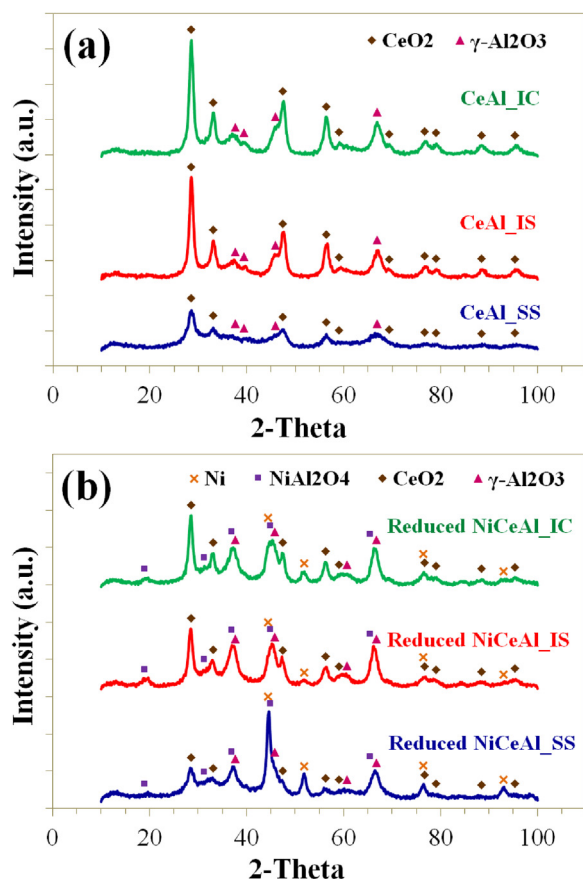 (a)
CeO2
γ-Al2O3
CeAl_IC
CeAl_IS
CeAl_SS
Intensity (a.u.)
0 20 40 60 80 100
2-Theta
(b)
Ni
NiAl2O4
CeO2
γ-Al2O3
Reduced NiCeAl_IC
Reduced NiCeAl_IS
Reduced NiCeAl_SS
Intensity (a.u.)
0 20 40 60 80 100
2-Theta